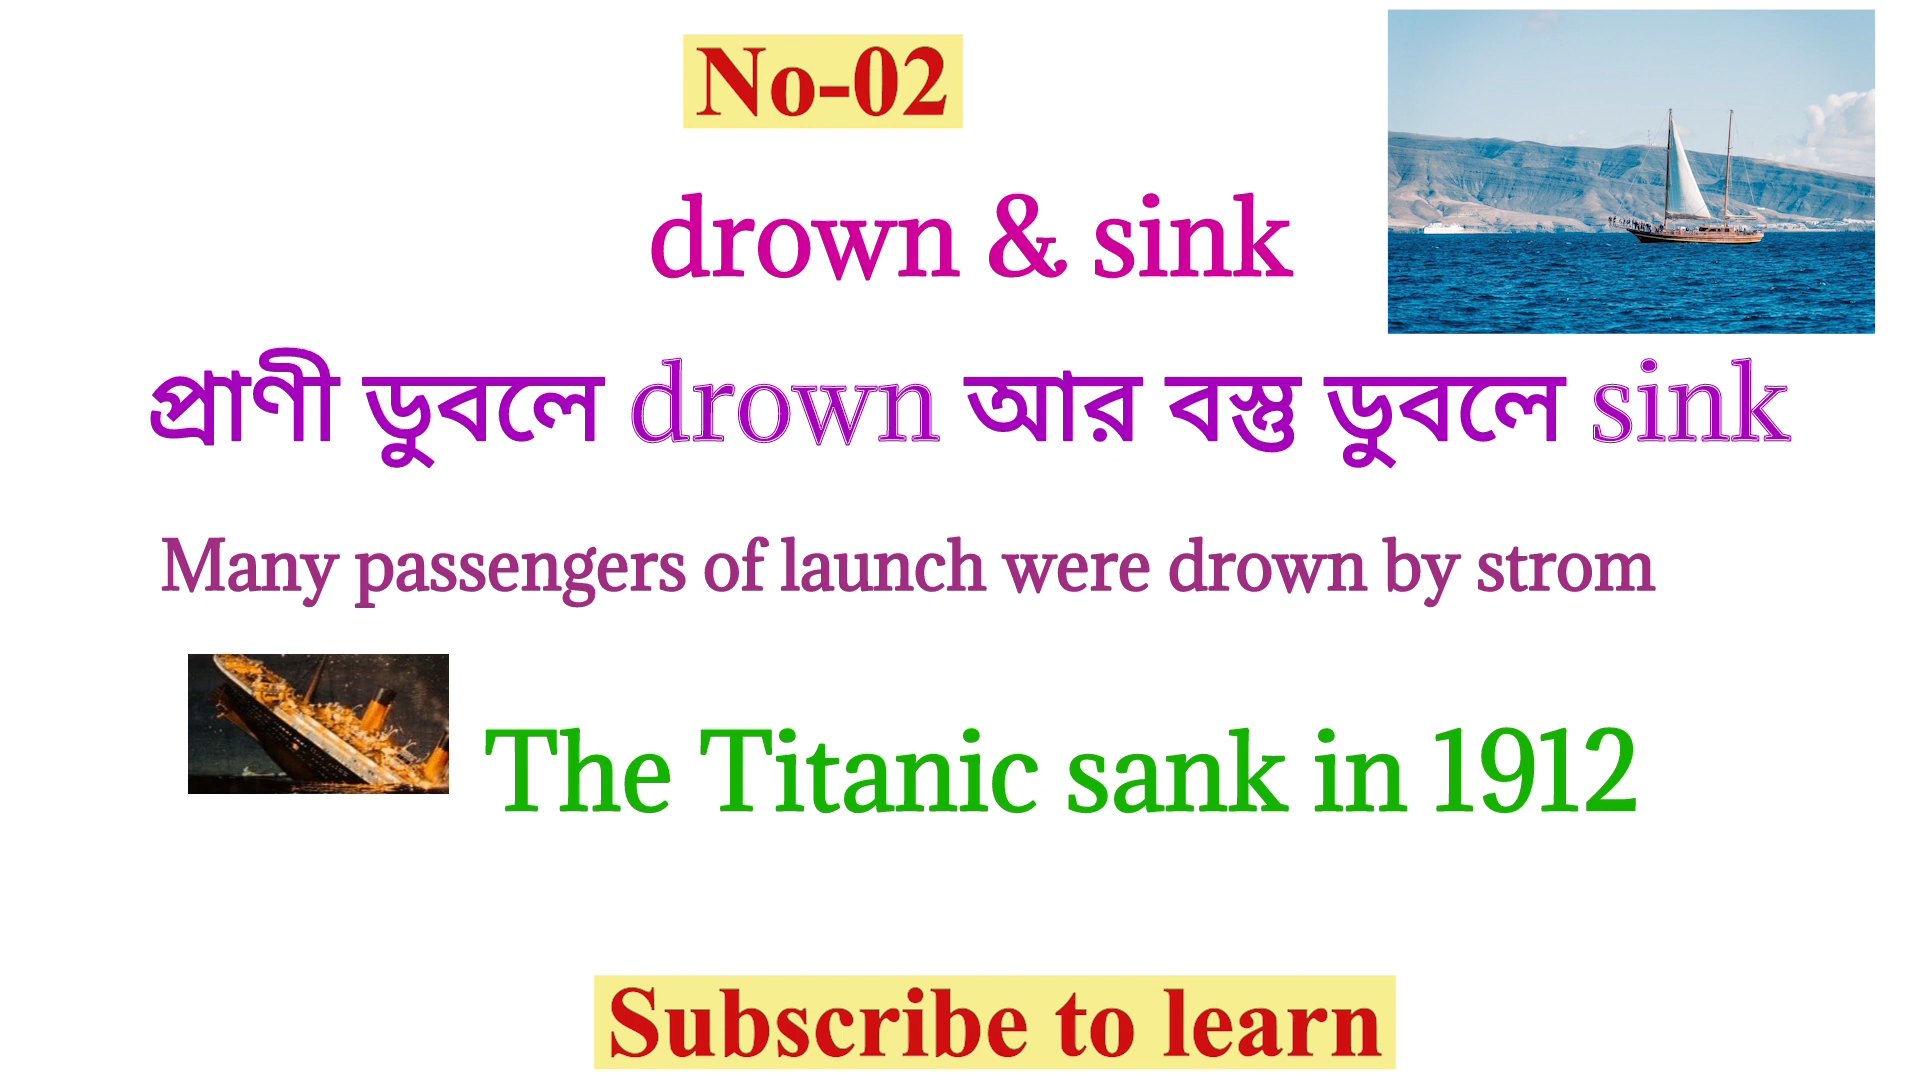 No-02
drown & sink
প্রাণী ডুবলে drown আর বস্তু ডুবলে sink
Many passengers of launch were drown by strom
The Titanic sank in 1912
Subscribe to learn